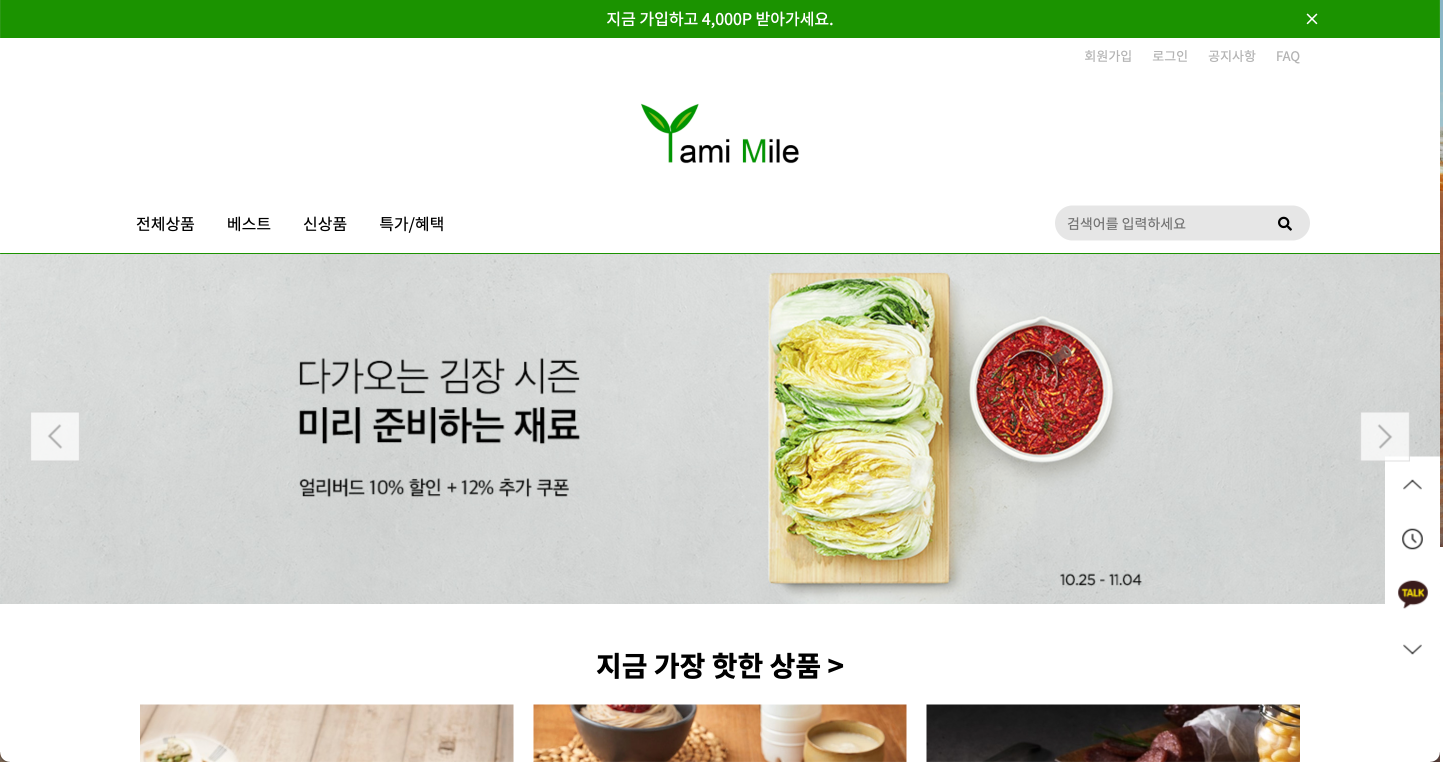 지금 가입하고 4,000P 받아가세요.
회원가입 로그인 공지사항 FAQ
Yami Mile
전체상품 베스트 신상품 특가/혜택
검색어를 입력하세요
다가오는 김장 시즌
미리 준비하는 재료
얼리버드 10% 할인 + 12% 추가 쿠폰
10.25 - 11.04
TALK
지금 가장 핫한 상품 >